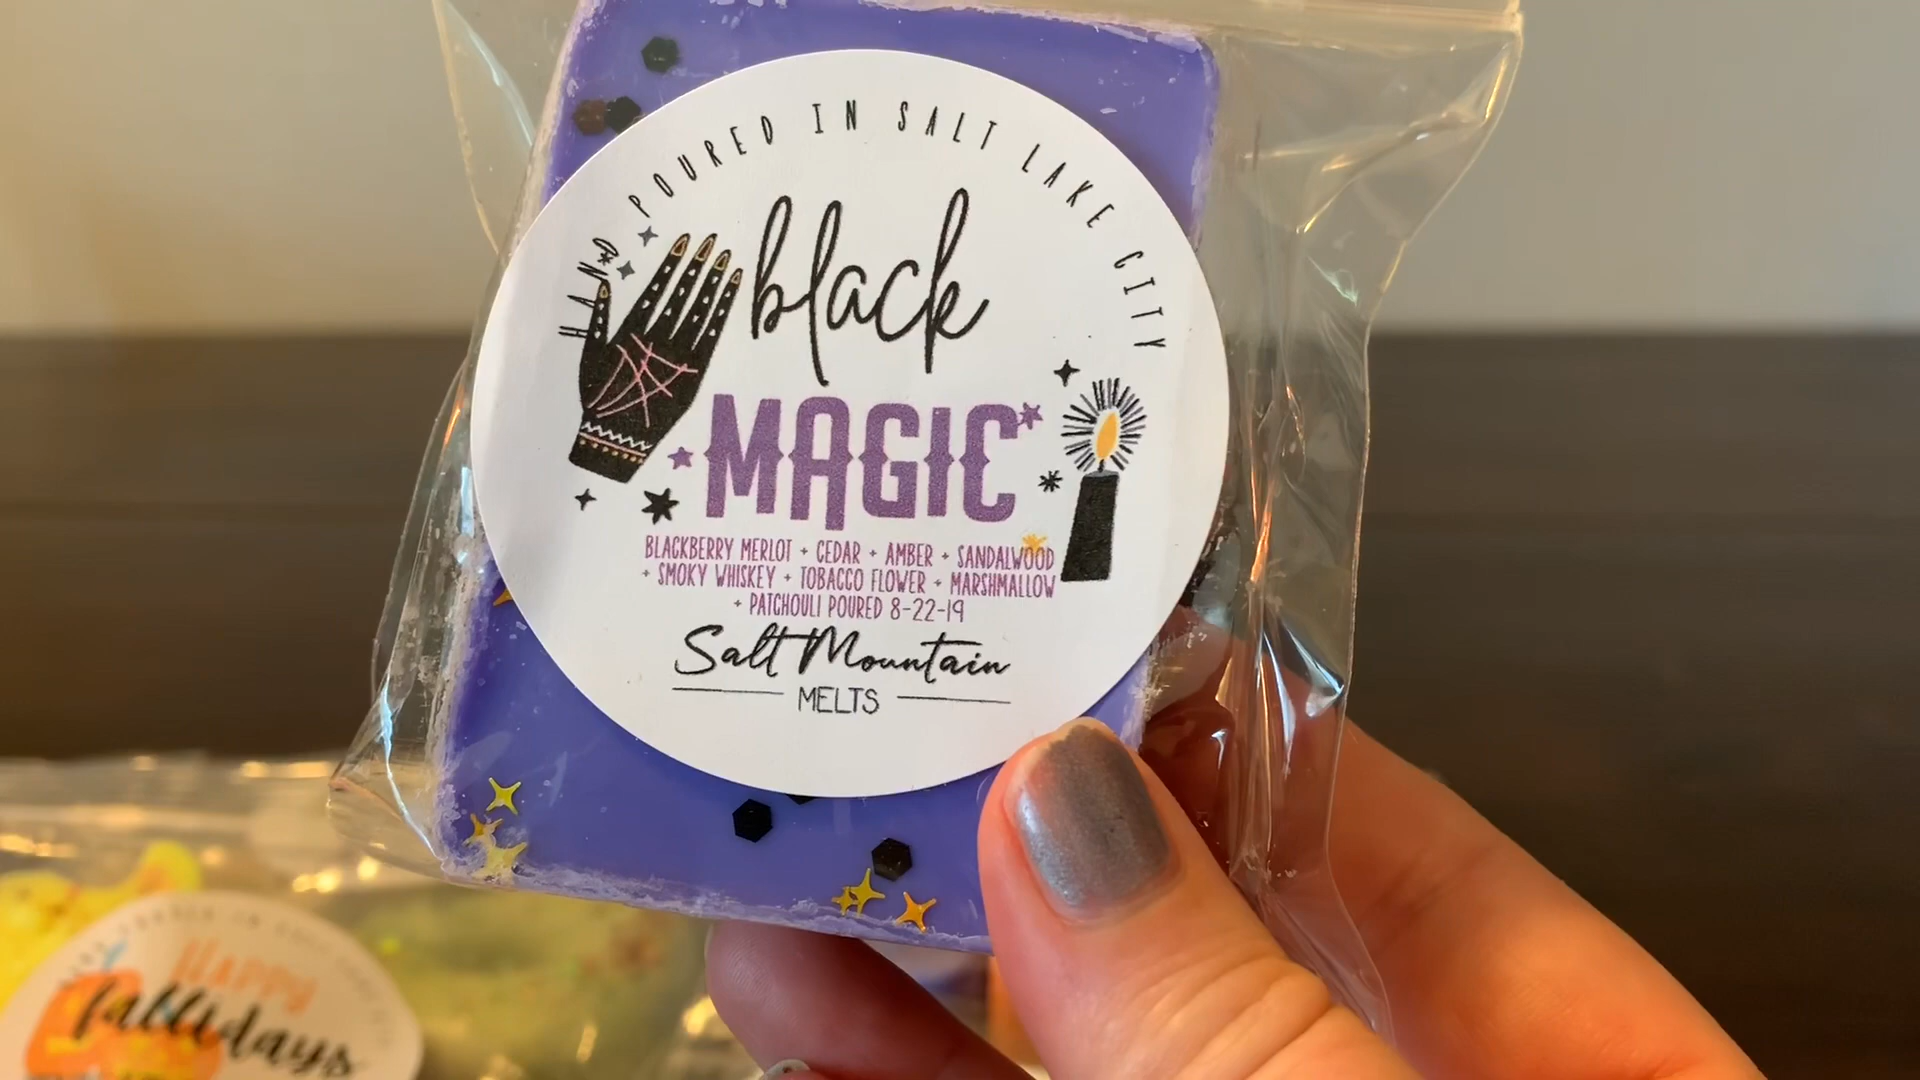 HAND POURED IN SALT LAKE CITY
black
MAGIC
BLACKBERRY MERLOT + CEDAR + AMBER + SANDALWOOD
+ SMOKY WHISKEY + TOBACCO FLOWER + MARSHMALLOW
+ PATCHOULI POURED 8-22-19
Salt Mountain
MELTS
HAPPY
fallidays